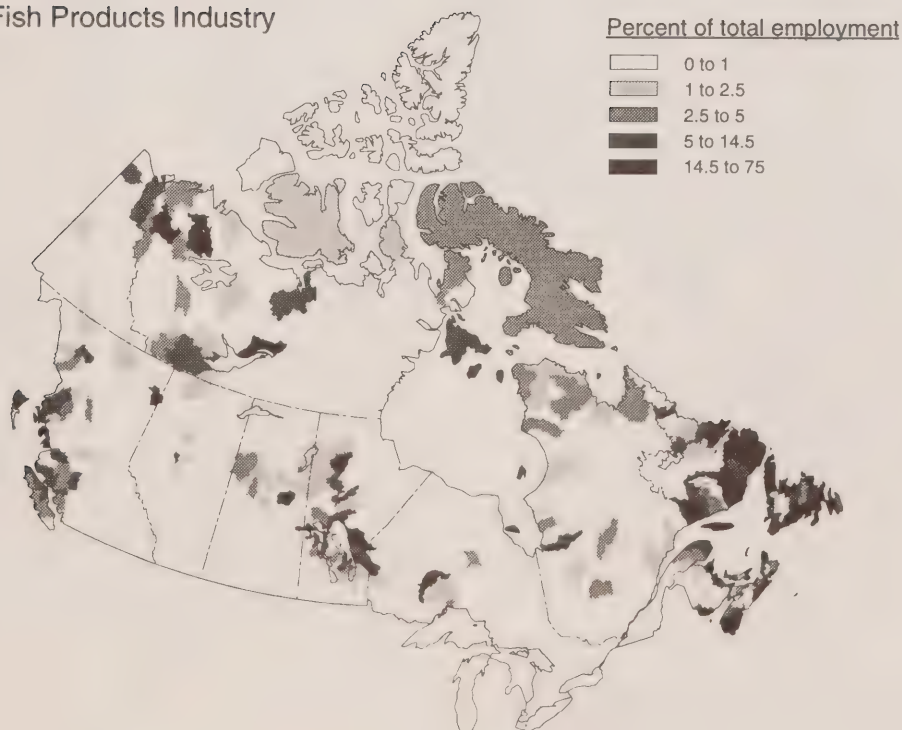 Fish Products Industry
Percent of total employment
0 to 1
1 to 2.5
2.5 to 5
5 to 14.5
14.5 to 75